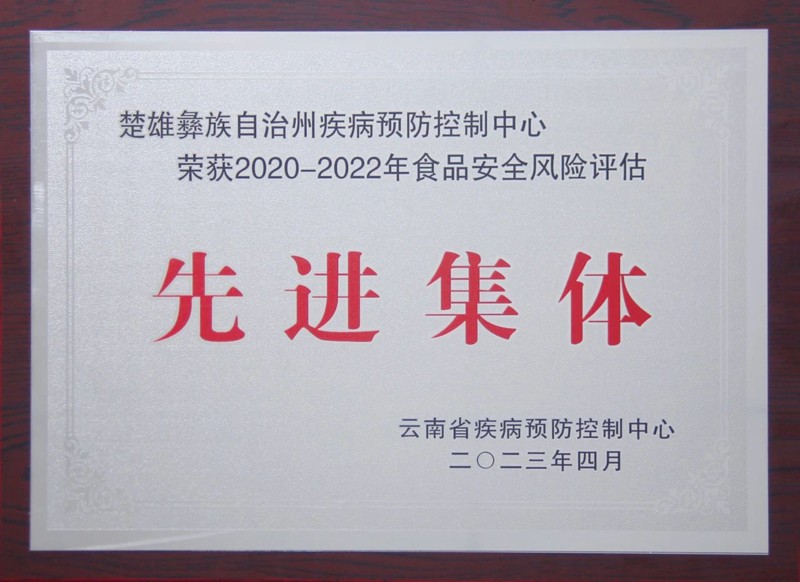 楚雄彝族自治州疾病预防控制中心
荣获2020-2022年食品安全风险评估
先进集体
云南省疾病预防控制中心
二〇二三年四月